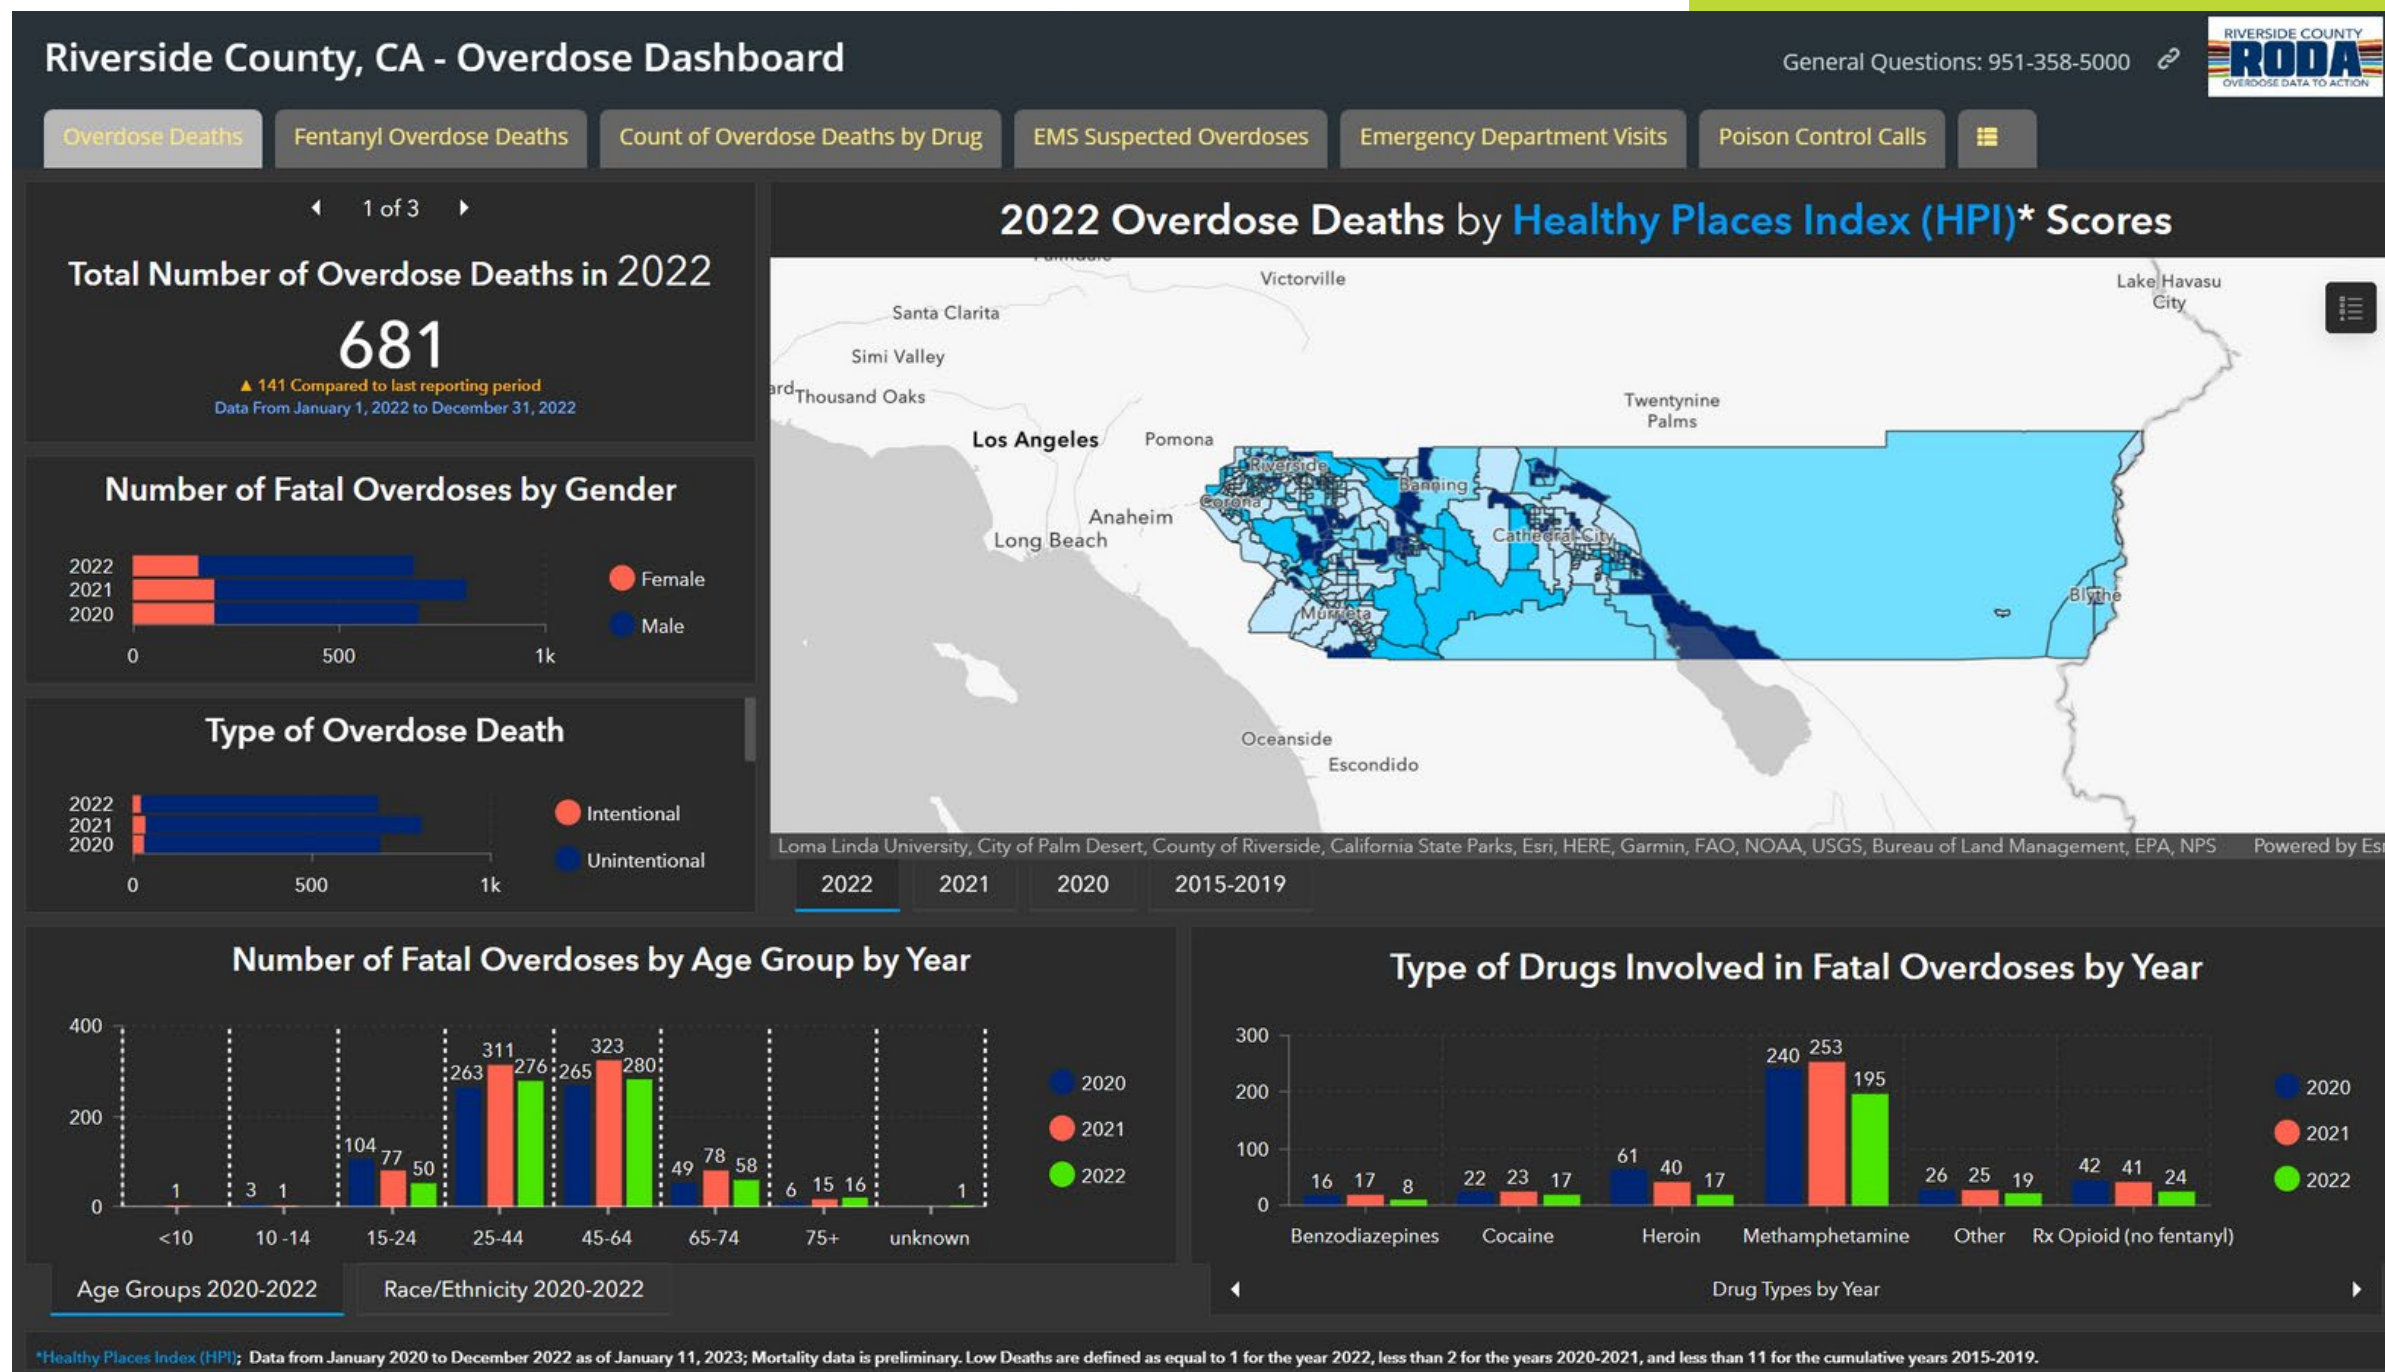 Riverside County, CA - Overdose Dashboard
General Questions: 951-358-5000
RIVERSIDE COUNTY
RODA
OVERDOSE DATA TO ACTION
Overdose Deaths
Fentanyl Overdose Deaths
Count of Overdose Deaths by Drug
EMS Suspected Overdoses
Emergency Department Visits
Poison Control Calls
1 of 3
Total Number of Overdose Deaths in 2022
681
▲ 141 Compared to last reporting period
Data From January 1, 2022 to December 31, 2022
Number of Fatal Overdoses by Gender
2022
2021
2020
0 500 1k
Female
Male
Type of Overdose Death
2022
2021
2020
0 500 1k
Intentional
Unintentional
2022 Overdose Deaths by Healthy Places Index (HPI)* Scores
Victorville
Lake Havasu
City
Santa Clarita
Simi Valley
Thousand Oaks
Twentynine
Palms
Los Angeles
Pomona
Riverside
Banning
Corona
Anaheim
Long Beach
Cathedral City
Blythe
Murrieta
Oceanside
Escondido
Loma Linda University, City of Palm Desert, County of Riverside, California State Parks, Esri, HERE, Garmin, FAO, NOAA, USGS, Bureau of Land Management, EPA, NPS
Powered by
2022 2021 2020 2015-2019
Number of Fatal Overdoses by Age Group by Year
400
200
0
1
3 1
104 77 50
263 311 276
265 323 280
49 78 58
6 15 16
1
<10 10 -14 15-24 25-44 45-64 65-74 75+ unknown
2020
2021
2022
Age Groups 2020-2022
Race/Ethnicity 2020-2022
Type of Drugs Involved in Fatal Overdoses by Year
300
200
100
0
16 17 8
22 23 17
61 40 17
240 253 195
26 25 19
42 41 24
Benzodiazepines Cocaine Heroin Methamphetamine Other Rx Opioid (no fentanyl)
2020
2021
2022
Drug Types by Year
*Healthy Places Index (HPI); Data from January 2020 to December 2022 as of January 11, 2023; Mortality data is preliminary. Low Deaths are defined as equal to 1 for the year 2022, less than 2 for the years 2020-2021, and less than 11 for the cumulative years 2015-2019.